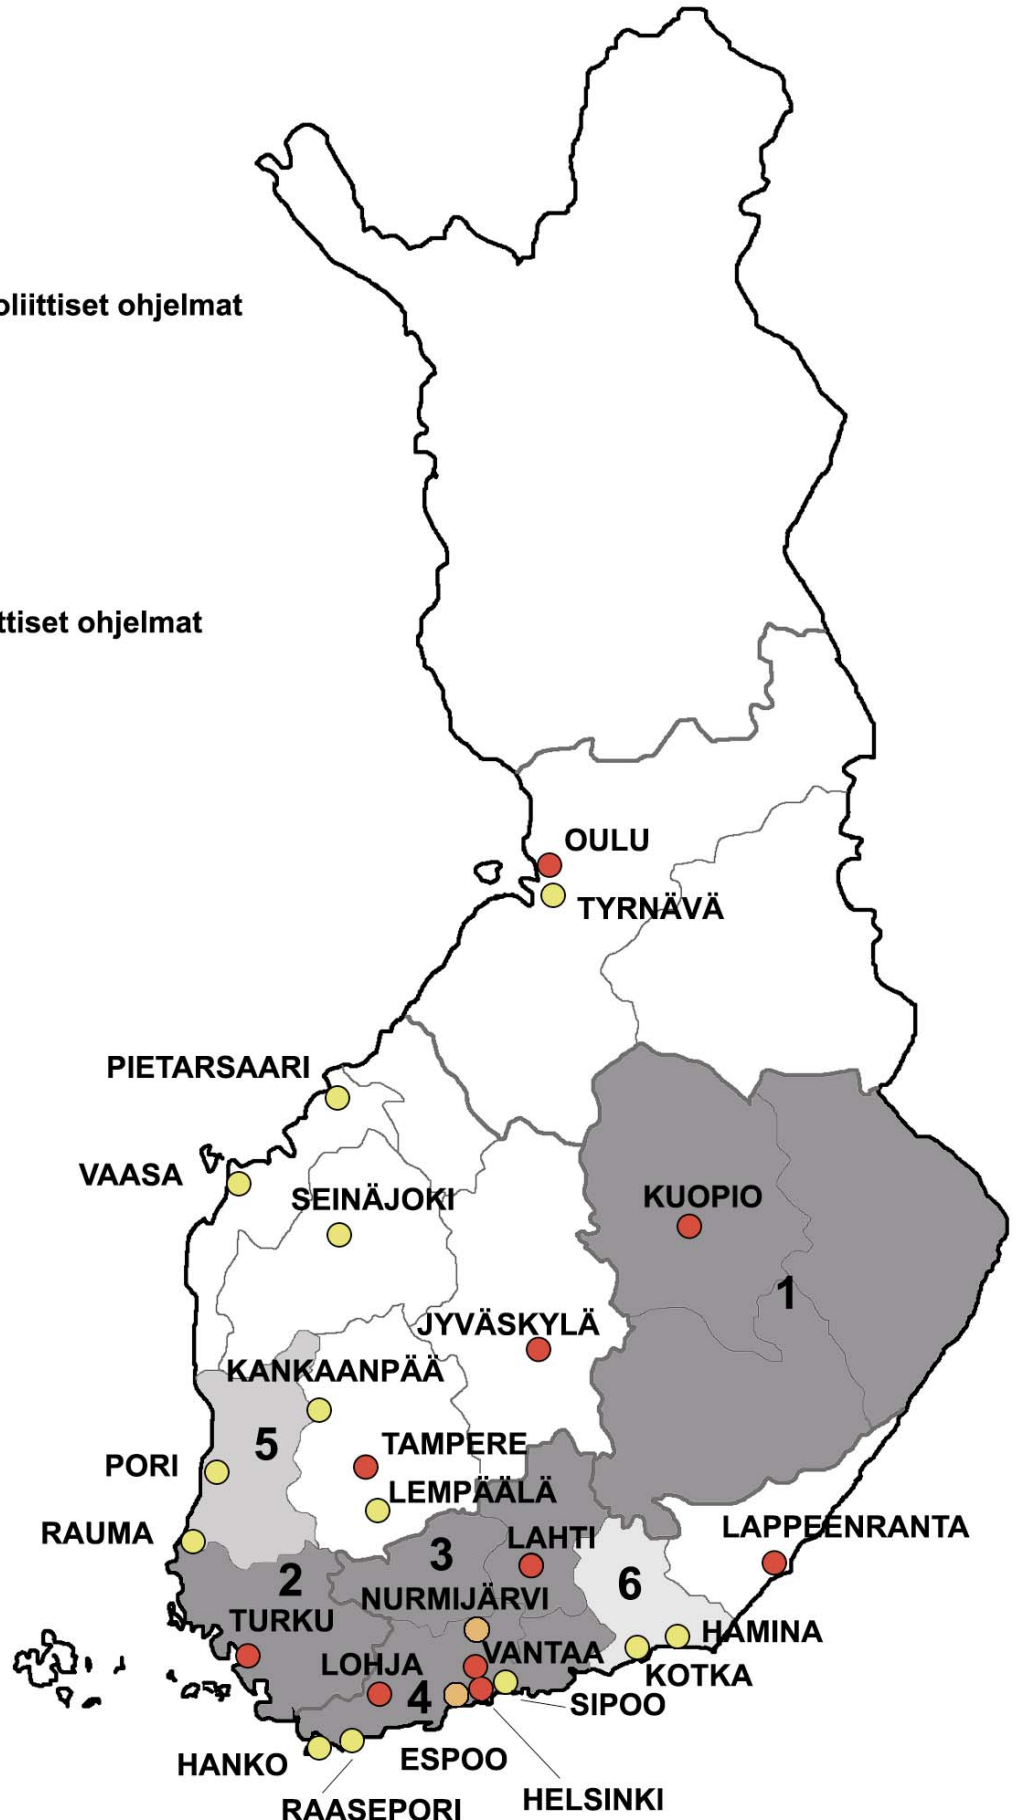 oliittiset ohjelmat
ttiset ohjelmat
OULU
TYRNÄVÄ
PIETARSAARI
VAASA
SEINÄJOKI
KUOPIO
1
JYVÄSKYLÄ
KANKAANPÄÄ
5
TAMPERE
PORI
LEMPÄÄLÄ
RAUMA
LAHTI
LAPPEENRANTA
3
2
6
NURMIJÄRVI
TURKU
HAMINA
VANTAA
LOHJA
KOTKA
4
SIPOO
ESPOO
HANKO
HELSINKI
RAASEPORI